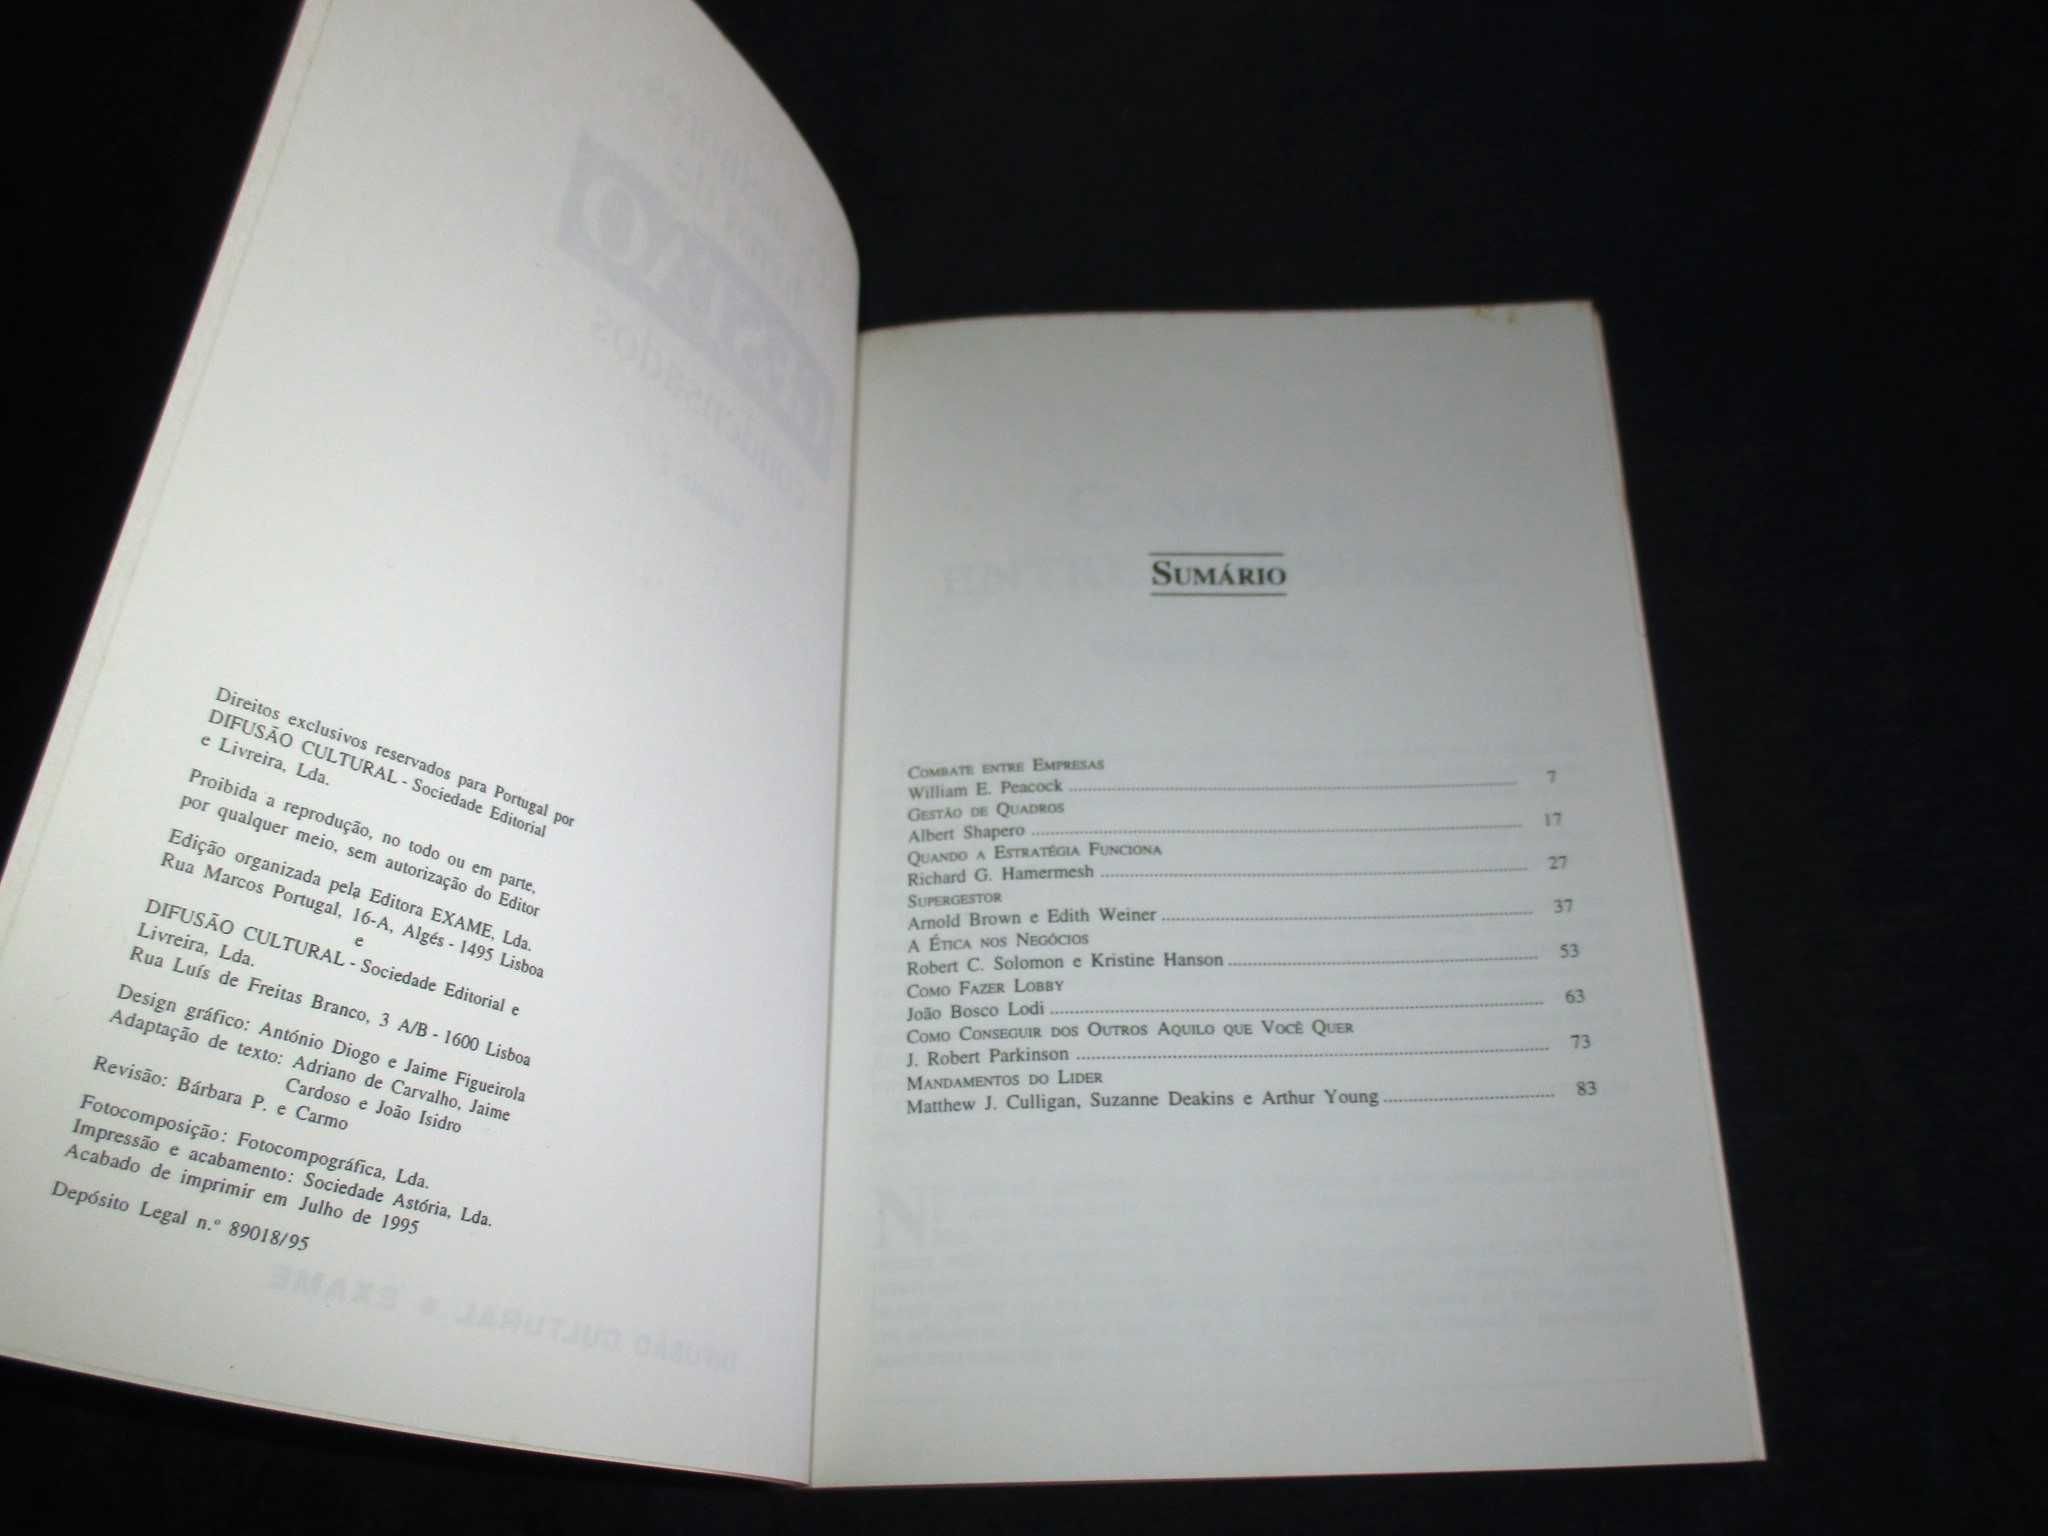 Direitos exclusivos reservados para Portugal por
DIFUSÃO CULTURAL - Sociedade Editorial
e Livreira, Lda.
Proibida a reprodução, no todo ou em parte,
por qualquer meio, sem autorização do Editor
Edição organizada pela Editora EXAME, Lda.
Rua Marcos Portugal, 16-A, Algés - 1495 Lisboa
e
DIFUSÃO CULTURAL - Sociedade Editorial e
Livreira, Lda.
Rua Luís de Freitas Branco, 3 A/B - 1600 Lisboa
Design gráfico: António Diogo e Jaime Figueirola
Adaptação de texto: Adriano de Carvalho, Jaime
Cardoso e João Isidro
Revisão: Bárbara P. e Carmo
Fotocomposição: Fotocompográfica, Lda.
Impressão e acabamento: Sociedade Astória, Lda.
Acabado de imprimir em Julho de 1995
Depósito Legal n.º 89018/95
SUMÁRIO
COMBATE ENTRE EMPRESAS
William E. Peacock ........ 7
GESTÃO DE QUADROS
Albert Shapero ........ 17
QUANDO A ESTRATÉGIA FUNCIONA
Richard G. Hamermesh ........ 27
SUPERGESTOR
Arnold Brown e Edith Weiner ........ 37
A ÉTICA NOS NEGÓCIOS
Robert C. Solomon e Kristine Hanson ........ 53
COMO FAZER LOBBY
João Bosco Lodi ........ 63
COMO CONSEGUIR DOS OUTROS AQUILO QUE VOCÊ QUER
J. Robert Parkinson ........ 73
MANDAMENTOS DO LIDER
Matthew J. Culligan, Suzanne Deakins e Arthur Young ........ 83